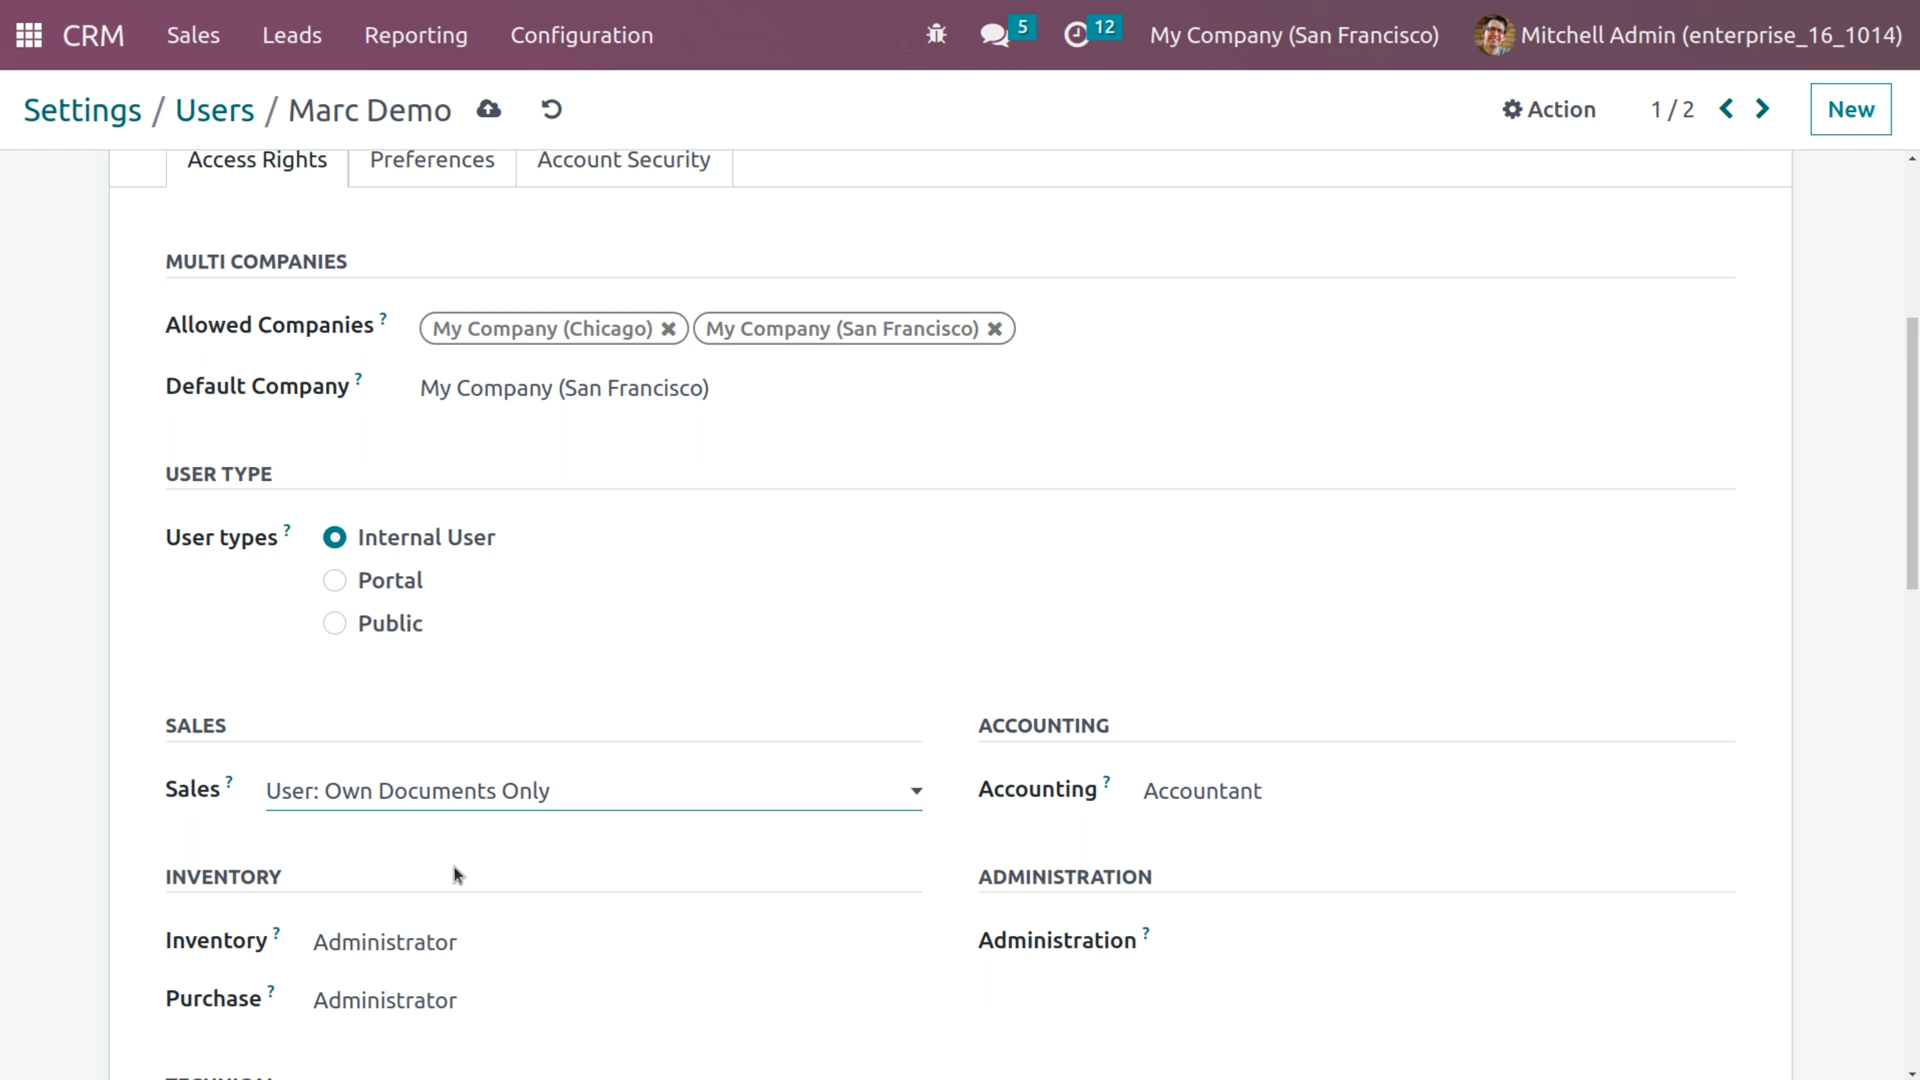 CRM Sales Leads Reporting Configuration 5 12 My Company (San Francisco) Mitchell Admin (enterprise_16_1014)
Settings / Users / Marc Demo Action 1 / 2 New
Access Rights Preferences Account Security
MULTI COMPANIES
Allowed Companies ? My Company (Chicago) My Company (San Francisco)
Default Company ? My Company (San Francisco)
USER TYPE
User types ? Internal User
Portal
Public
SALES ACCOUNTING
Sales ? User: Own Documents Only Accounting ? Accountant
INVENTORY ADMINISTRATION
Inventory ? Administrator Administration ?
Purchase ? Administrator